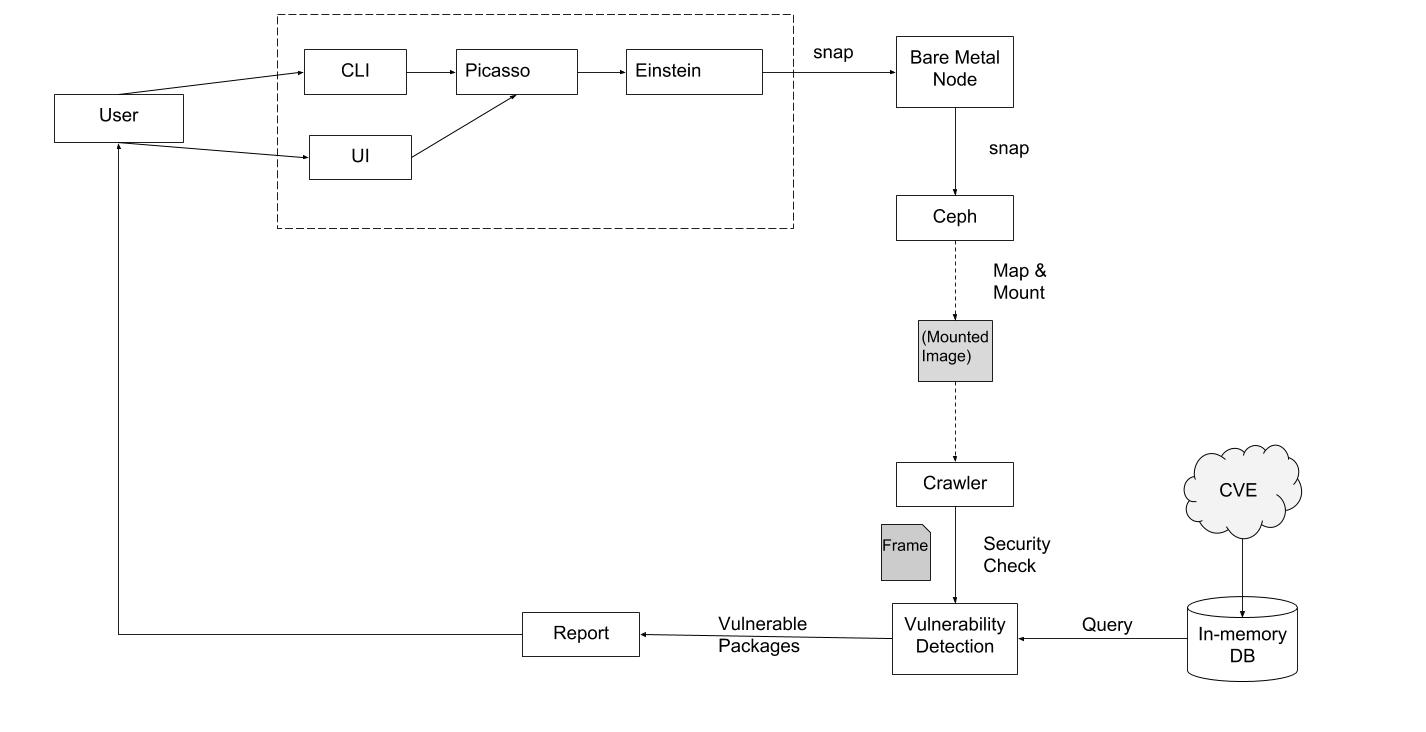 snap
CLI
Picasso
Einstein
Bare Metal
Node
User
UI
snap
Ceph
Map &
Mount
(Mounted
Image)
Crawler
CVE
Frame
Security
Check
Report
Vulnerable
Packages
Vulnerability
Detection
Query
In-memory
DB